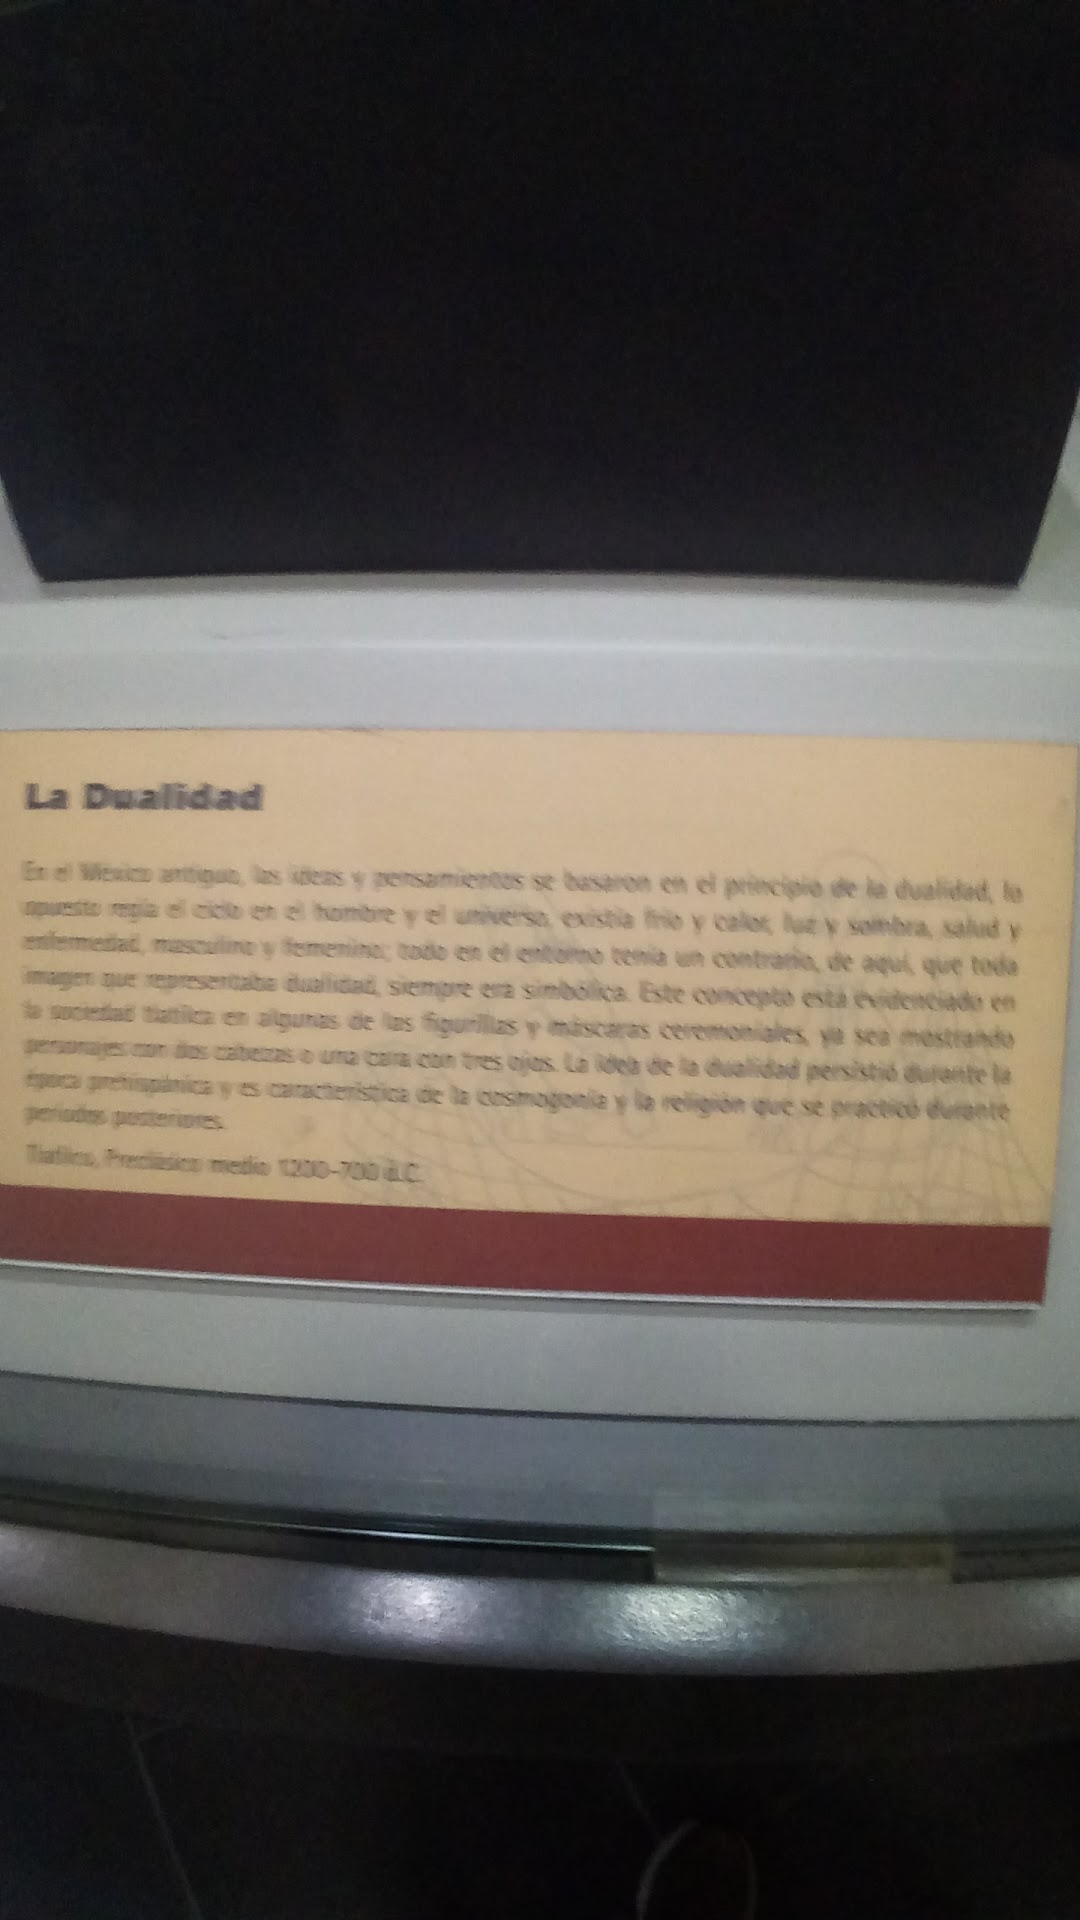 La Dualidad
En el México antiguo, las ideas y pensamientos se basaron en el principio de la dualidad, lo
opuesto regía el ciclo en el hombre y el universo, existía frío y calor, luz y sombra, salud y
enfermedad, masculino y femenino; todo en el entorno tenía un contrario, de aquí, que toda
imagen que representaba dualidad, siempre era simbólica. Este concepto está evidenciado en
la sociedad tlatilca en algunas de las figurillas y máscaras ceremoniales, ya sea mostrando
personajes con dos cabezas o una cara con tres ojos. La idea de la dualidad persistió durante la
época prehispánica y es característica de la cosmogonía y la religión que se practicó durante
periodos posteriores.
Tlatilco, Preclásico medio 1200-700 a.C.